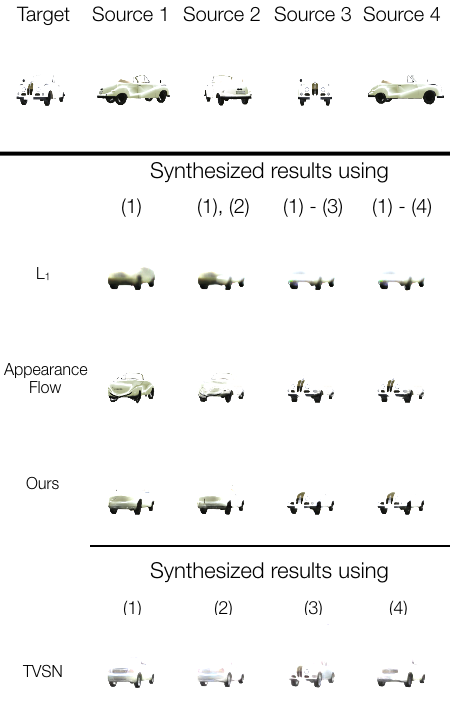 Target Source 1 Source 2 Source 3 Source 4
Synthesized results using
(1) (1), (2) (1) - (3) (1) - (4)
L₁
Appearance
Flow
Ours
Synthesized results using
(1) (2) (3) (4)
TVSN